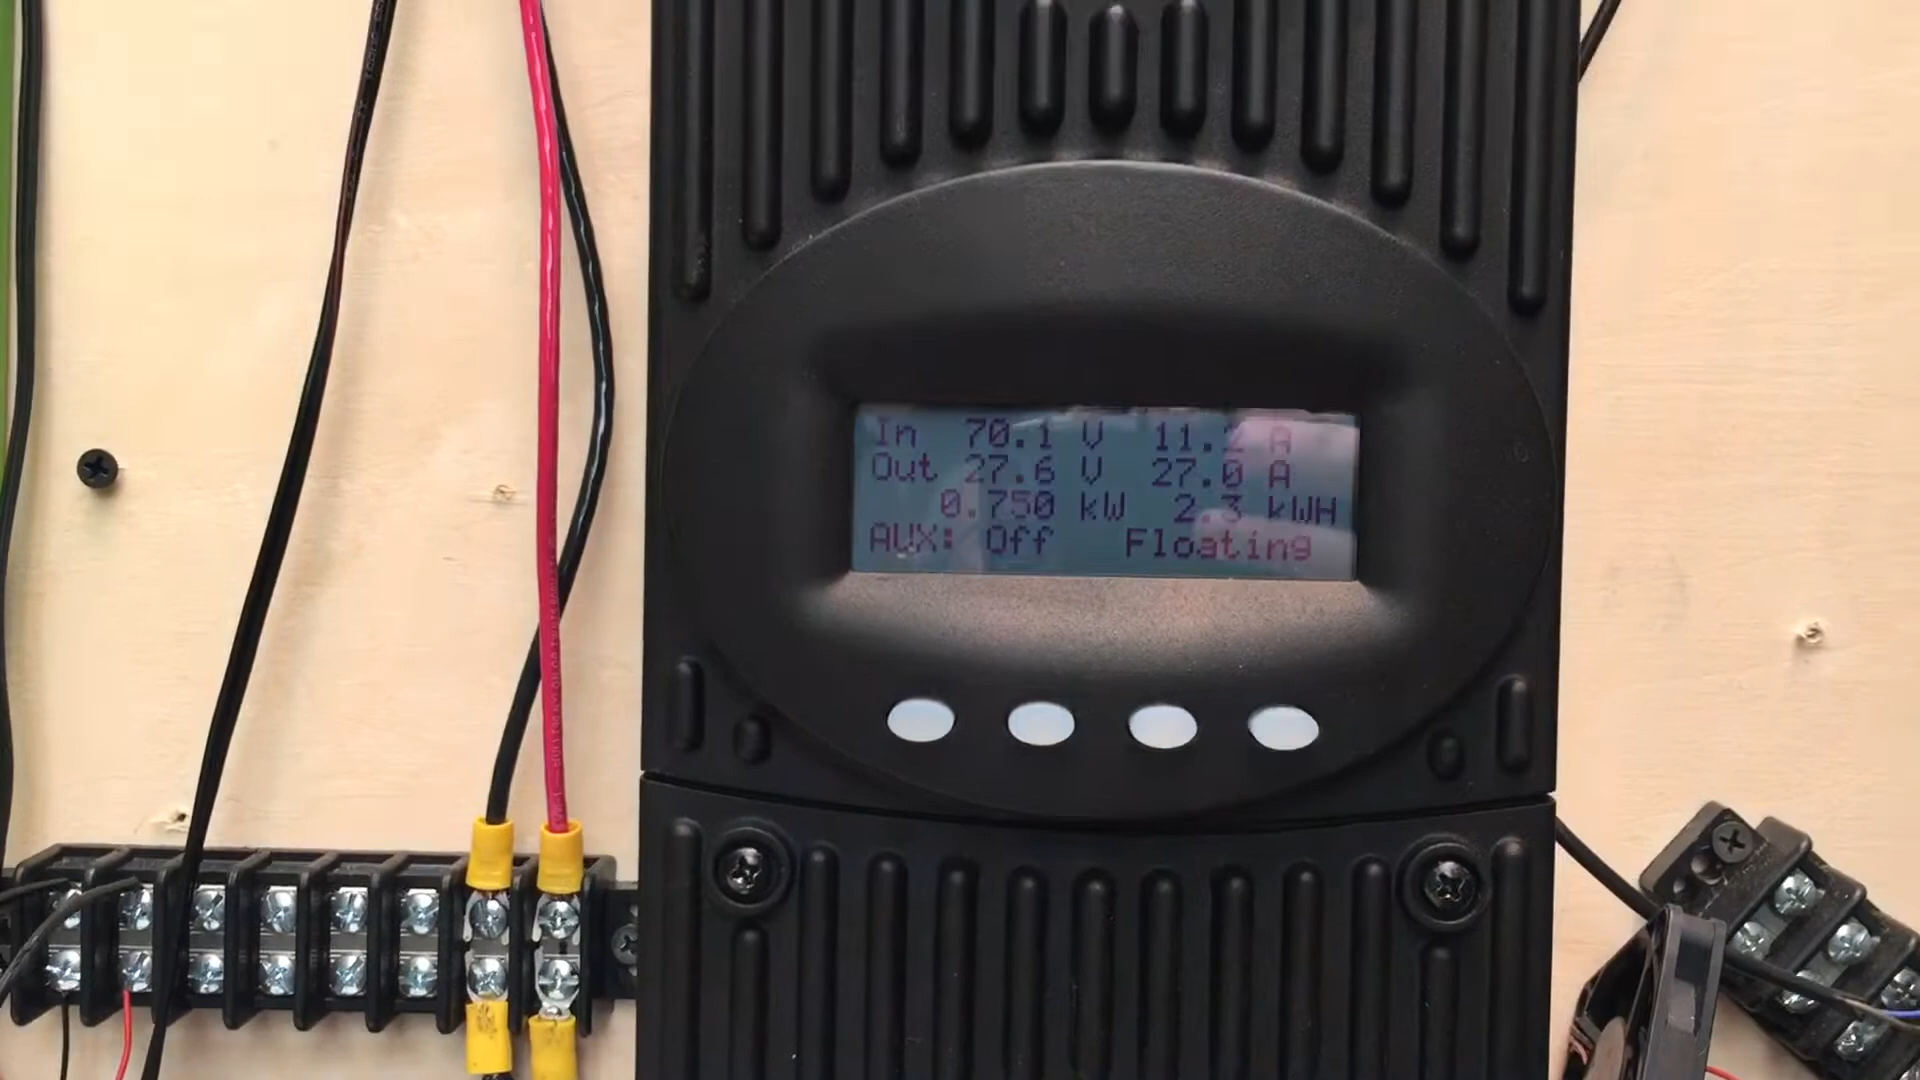 In 70.1 V 11.2 A
Out 27.6 V 27.0 A
0.750 kW 2.3 kWH
AUX: Off Floating